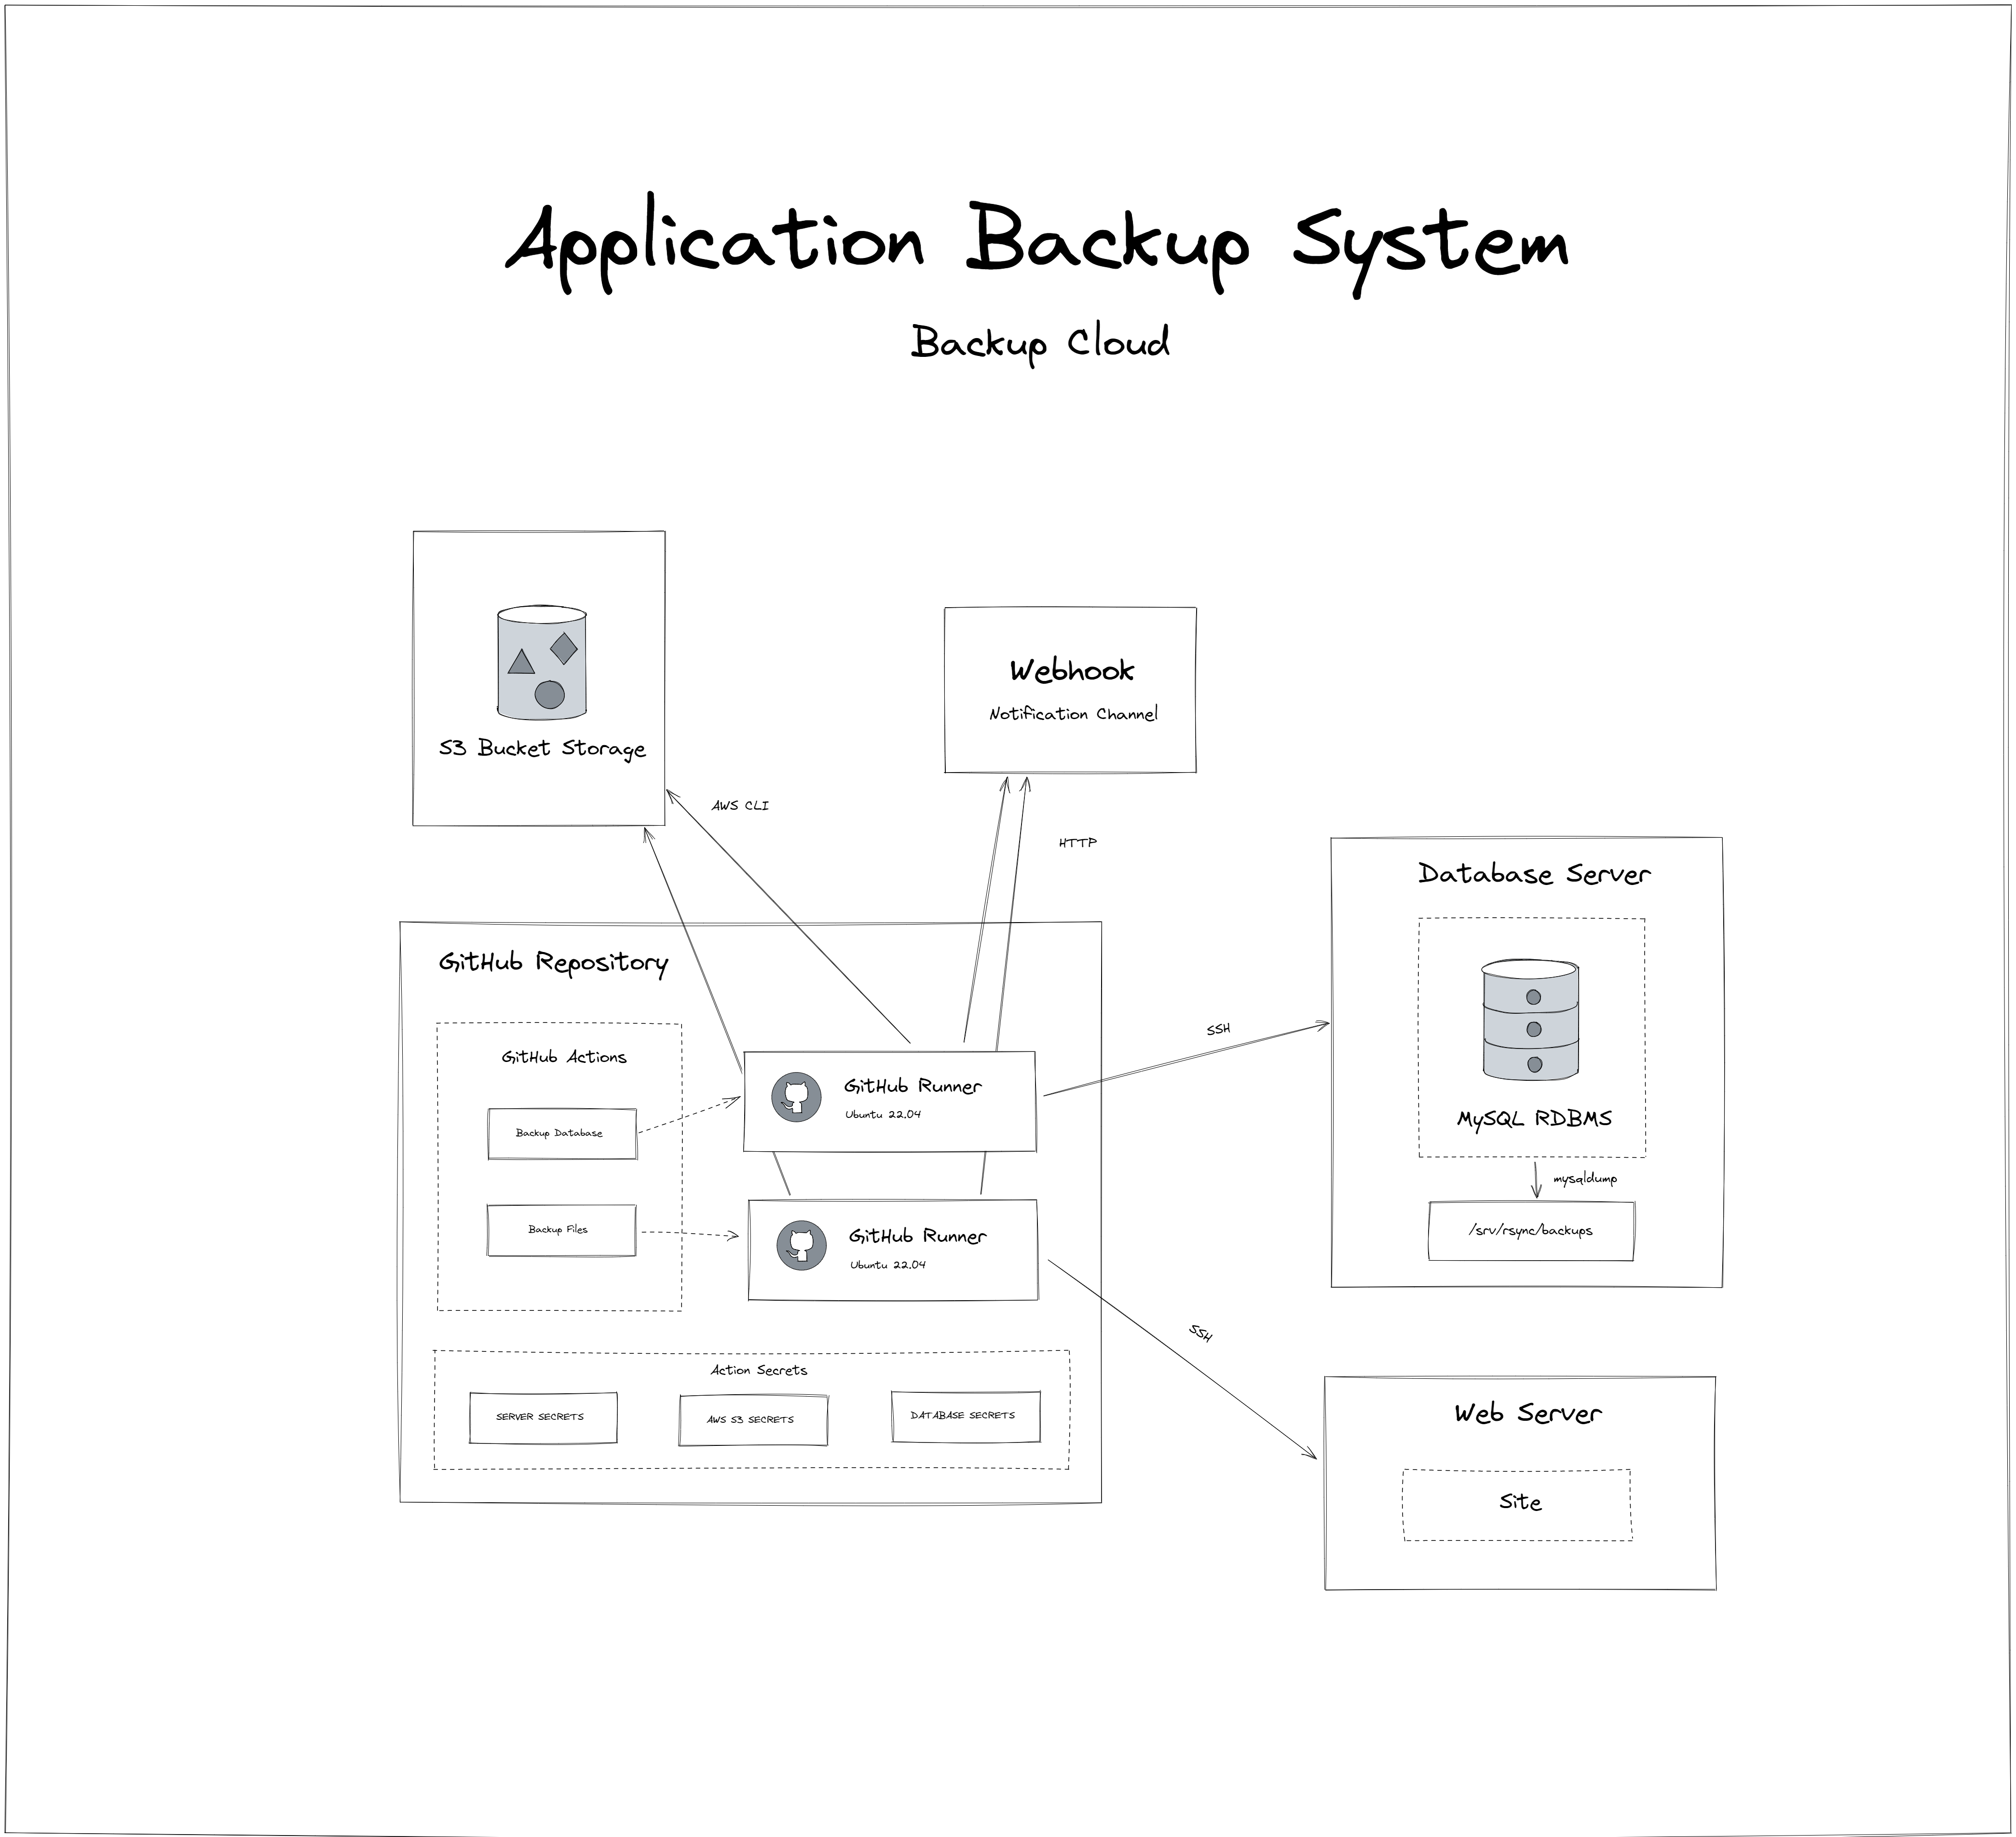 Application Backup System
Backup Cloud
S3 Bucket Storage
Webhook
Notification Channel
AWS CLI
HTTP
GitHub Repository
GitHub Actions
Backup Database
Backup Files
GitHub Runner
Ubuntu 22.04
GitHub Runner
Ubuntu 22.04
Action Secrets
SERVER SECRETS
AWS S3 SECRETS
DATABASE SECRETS
SSH
SSH
Database Server
MySQL RDBMS
mysqldump
/srv/rsync/backups
Web Server
Site